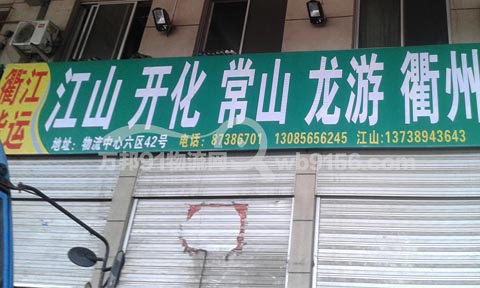 衢江
货运
江山 开化 常山 龙游 衢州
地址：物流中心六区42号 电话：87386701 13085656245 江山:13738943643
万邦91物流网 wb9156.com